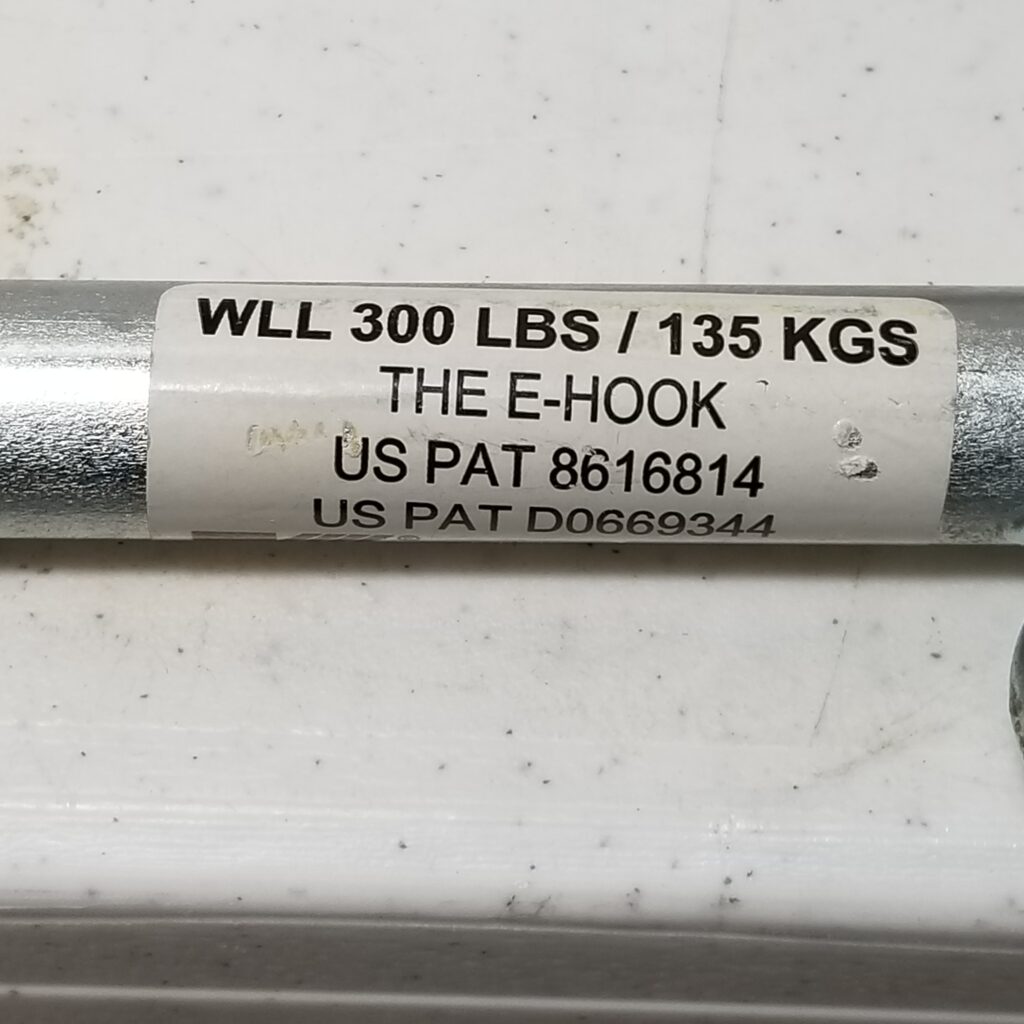 WLL 300 LBS / 135 KGS
THE E-HOOK
US PAT 8616814
US PAT D0669344